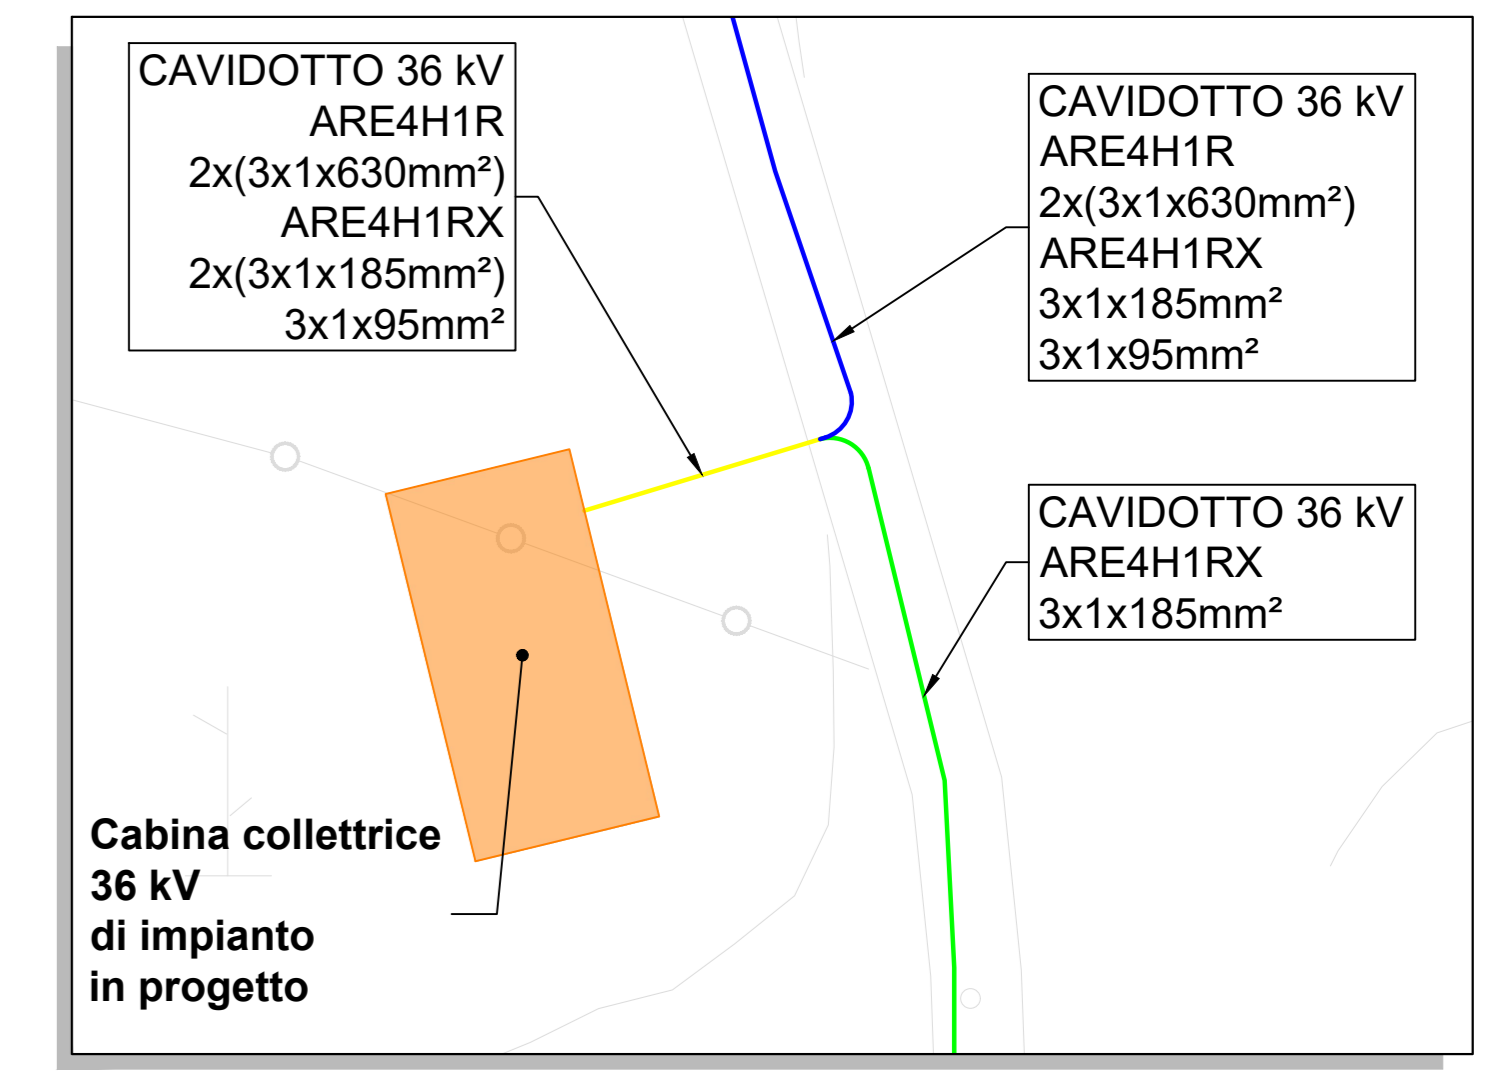 CAVIDOTTO 36 kV
ARE4H1R
2x(3x1x630mm²)
ARE4H1RX
2x(3x1x185mm²)
3x1x95mm²
CAVIDOTTO 36 kV
ARE4H1R
2x(3x1x630mm²)
ARE4H1RX
3x1x185mm²
3x1x95mm²
CAVIDOTTO 36 kV
ARE4H1RX
3x1x185mm²
Cabina collettrice
36 kV
di impianto
in progetto